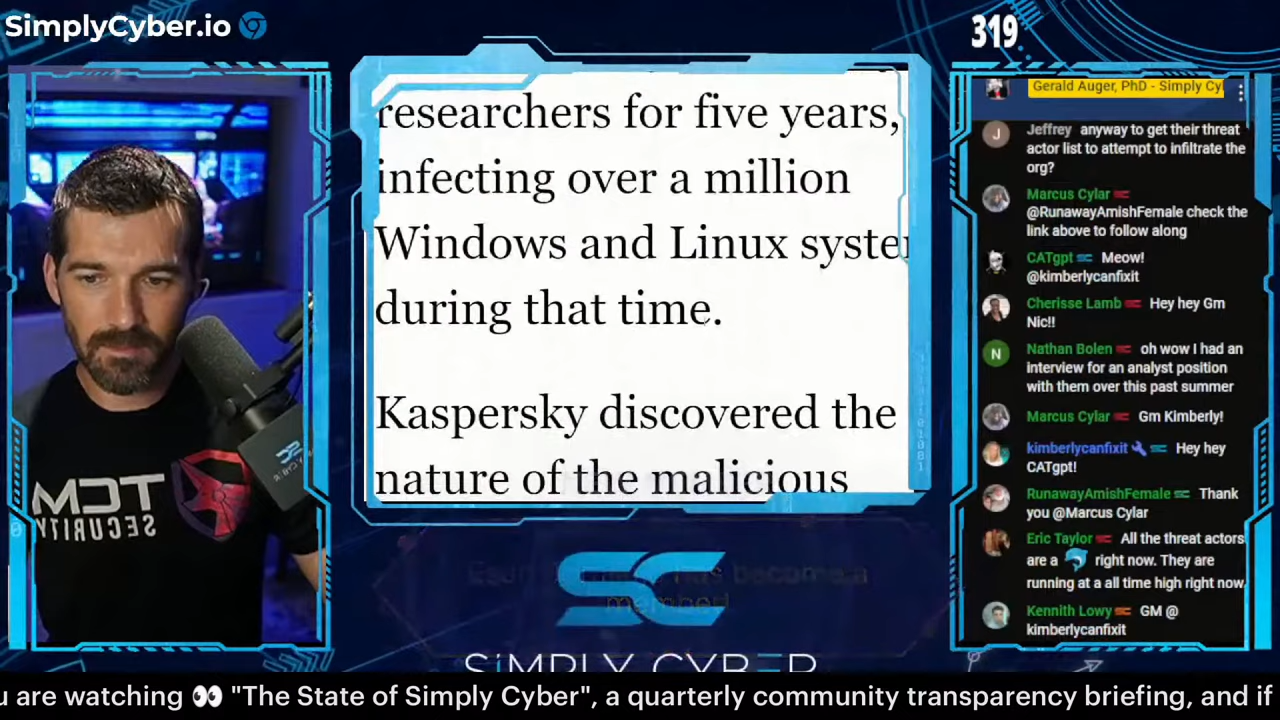 SimplyCyber.io
319
researchers for five years,
infecting over a million
Windows and Linux syste
during that time.
Kaspersky discovered the
nature of the malicious
TCM
SECURITY
SC
has become a
member!
SiMPLY CYBER
Gerald Auger, PhD - Simply Cy
Jeffrey anyway to get their threat
actor list to attempt to infiltrate the
org?
Marcus Cylar
@RunawayAmishFemale check the
link above to follow along
CATgpt Meow!
@kimberlycanfixit
Cherisse Lamb Hey hey Gm
Nic!!
N
Nathan Bolen oh wow I had an
interview for an analyst position
with them over this past summer
Marcus Cylar Gm Kimberly!
kimberlycanfixit Hey hey
CATgpt!
RunawayAmishFemale Thank
you @Marcus Cylar
Eric Taylor All the threat actors
are a 🐬 right now. They are
running at a all time high right now.
Kennith Lowy GM @
kimberlycanfixit
u are watching 👀 "The State of Simply Cyber", a quarterly community transparency briefing, and if